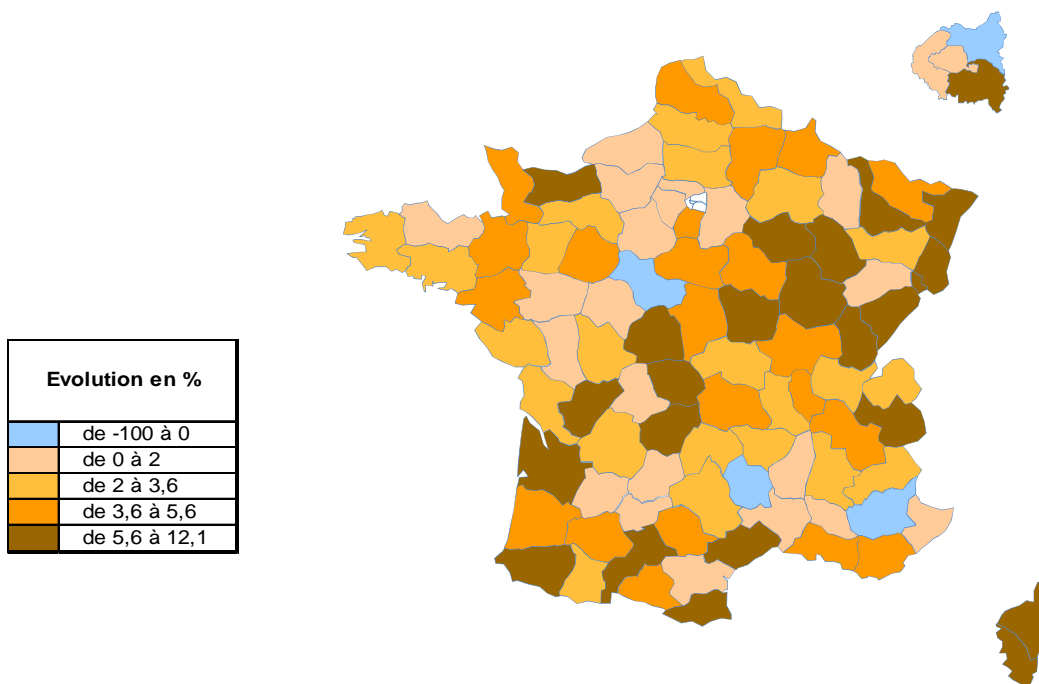 Evolution en %
de -100 à 0
de 0 à 2
de 2 à 3,6
de 3,6 à 5,6
de 5,6 à 12,1